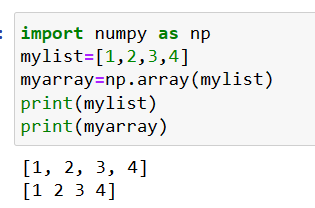 :
import numpy as np
mylist=[1,2,3,4]
myarray=np.array(mylist)
print(mylist)
print(myarray)
[1, 2, 3, 4]
[1 2 3 4]